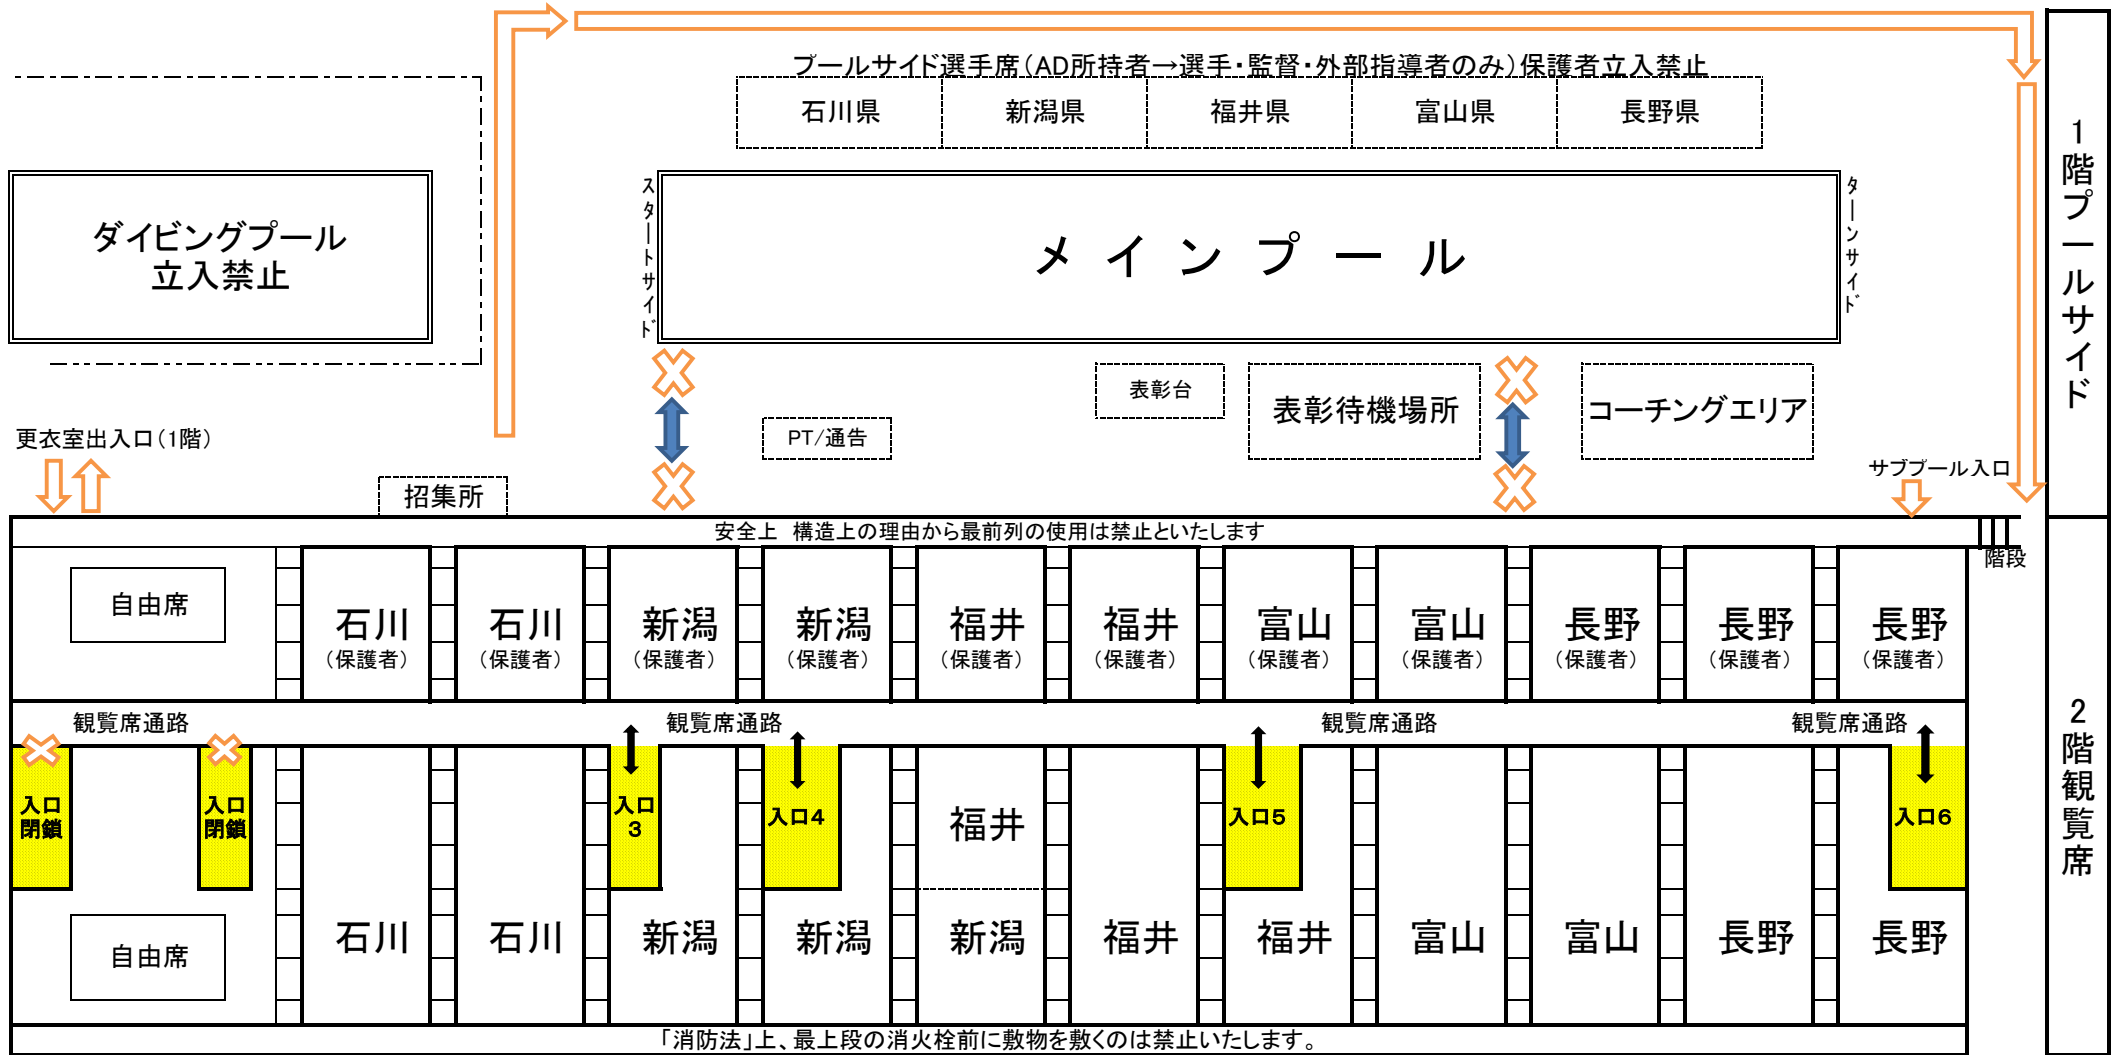 プールサイド選手席(AD所持者→選手・監督・外部指導者のみ)保護者立入禁止
石川県
新潟県
福井県
富山県
長野県
1階プールサイド
ダイビングプール
立入禁止
スタートサイド
メインプール
ターンサイド
表彰台
表彰待機場所
コーチングエリア
PT/通告
更衣室出入口(1階)
招集所
サブプール入口
安全上 構造上の理由から最前列の使用は禁止といたします
階段
自由席
石川
(保護者)
石川
(保護者)
新潟
(保護者)
新潟
(保護者)
福井
(保護者)
福井
(保護者)
富山
(保護者)
富山
(保護者)
長野
(保護者)
長野
(保護者)
長野
(保護者)
2階観覧席
観覧席通路
観覧席通路
観覧席通路
観覧席通路
入口
閉鎖
入口
閉鎖
入口
3
入口4
福井
入口5
入口6
自由席
石川
石川
新潟
新潟
新潟
福井
福井
富山
富山
長野
長野
「消防法」上、最上段の消火栓前に敷物を敷くのは禁止いたします。